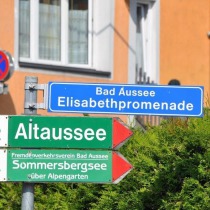 Bad Aussee
Elisabethpromenade
Altaussee
Fremdenverkehrsverein Bad Aussee
Sommersbergsee
über Alpengarten